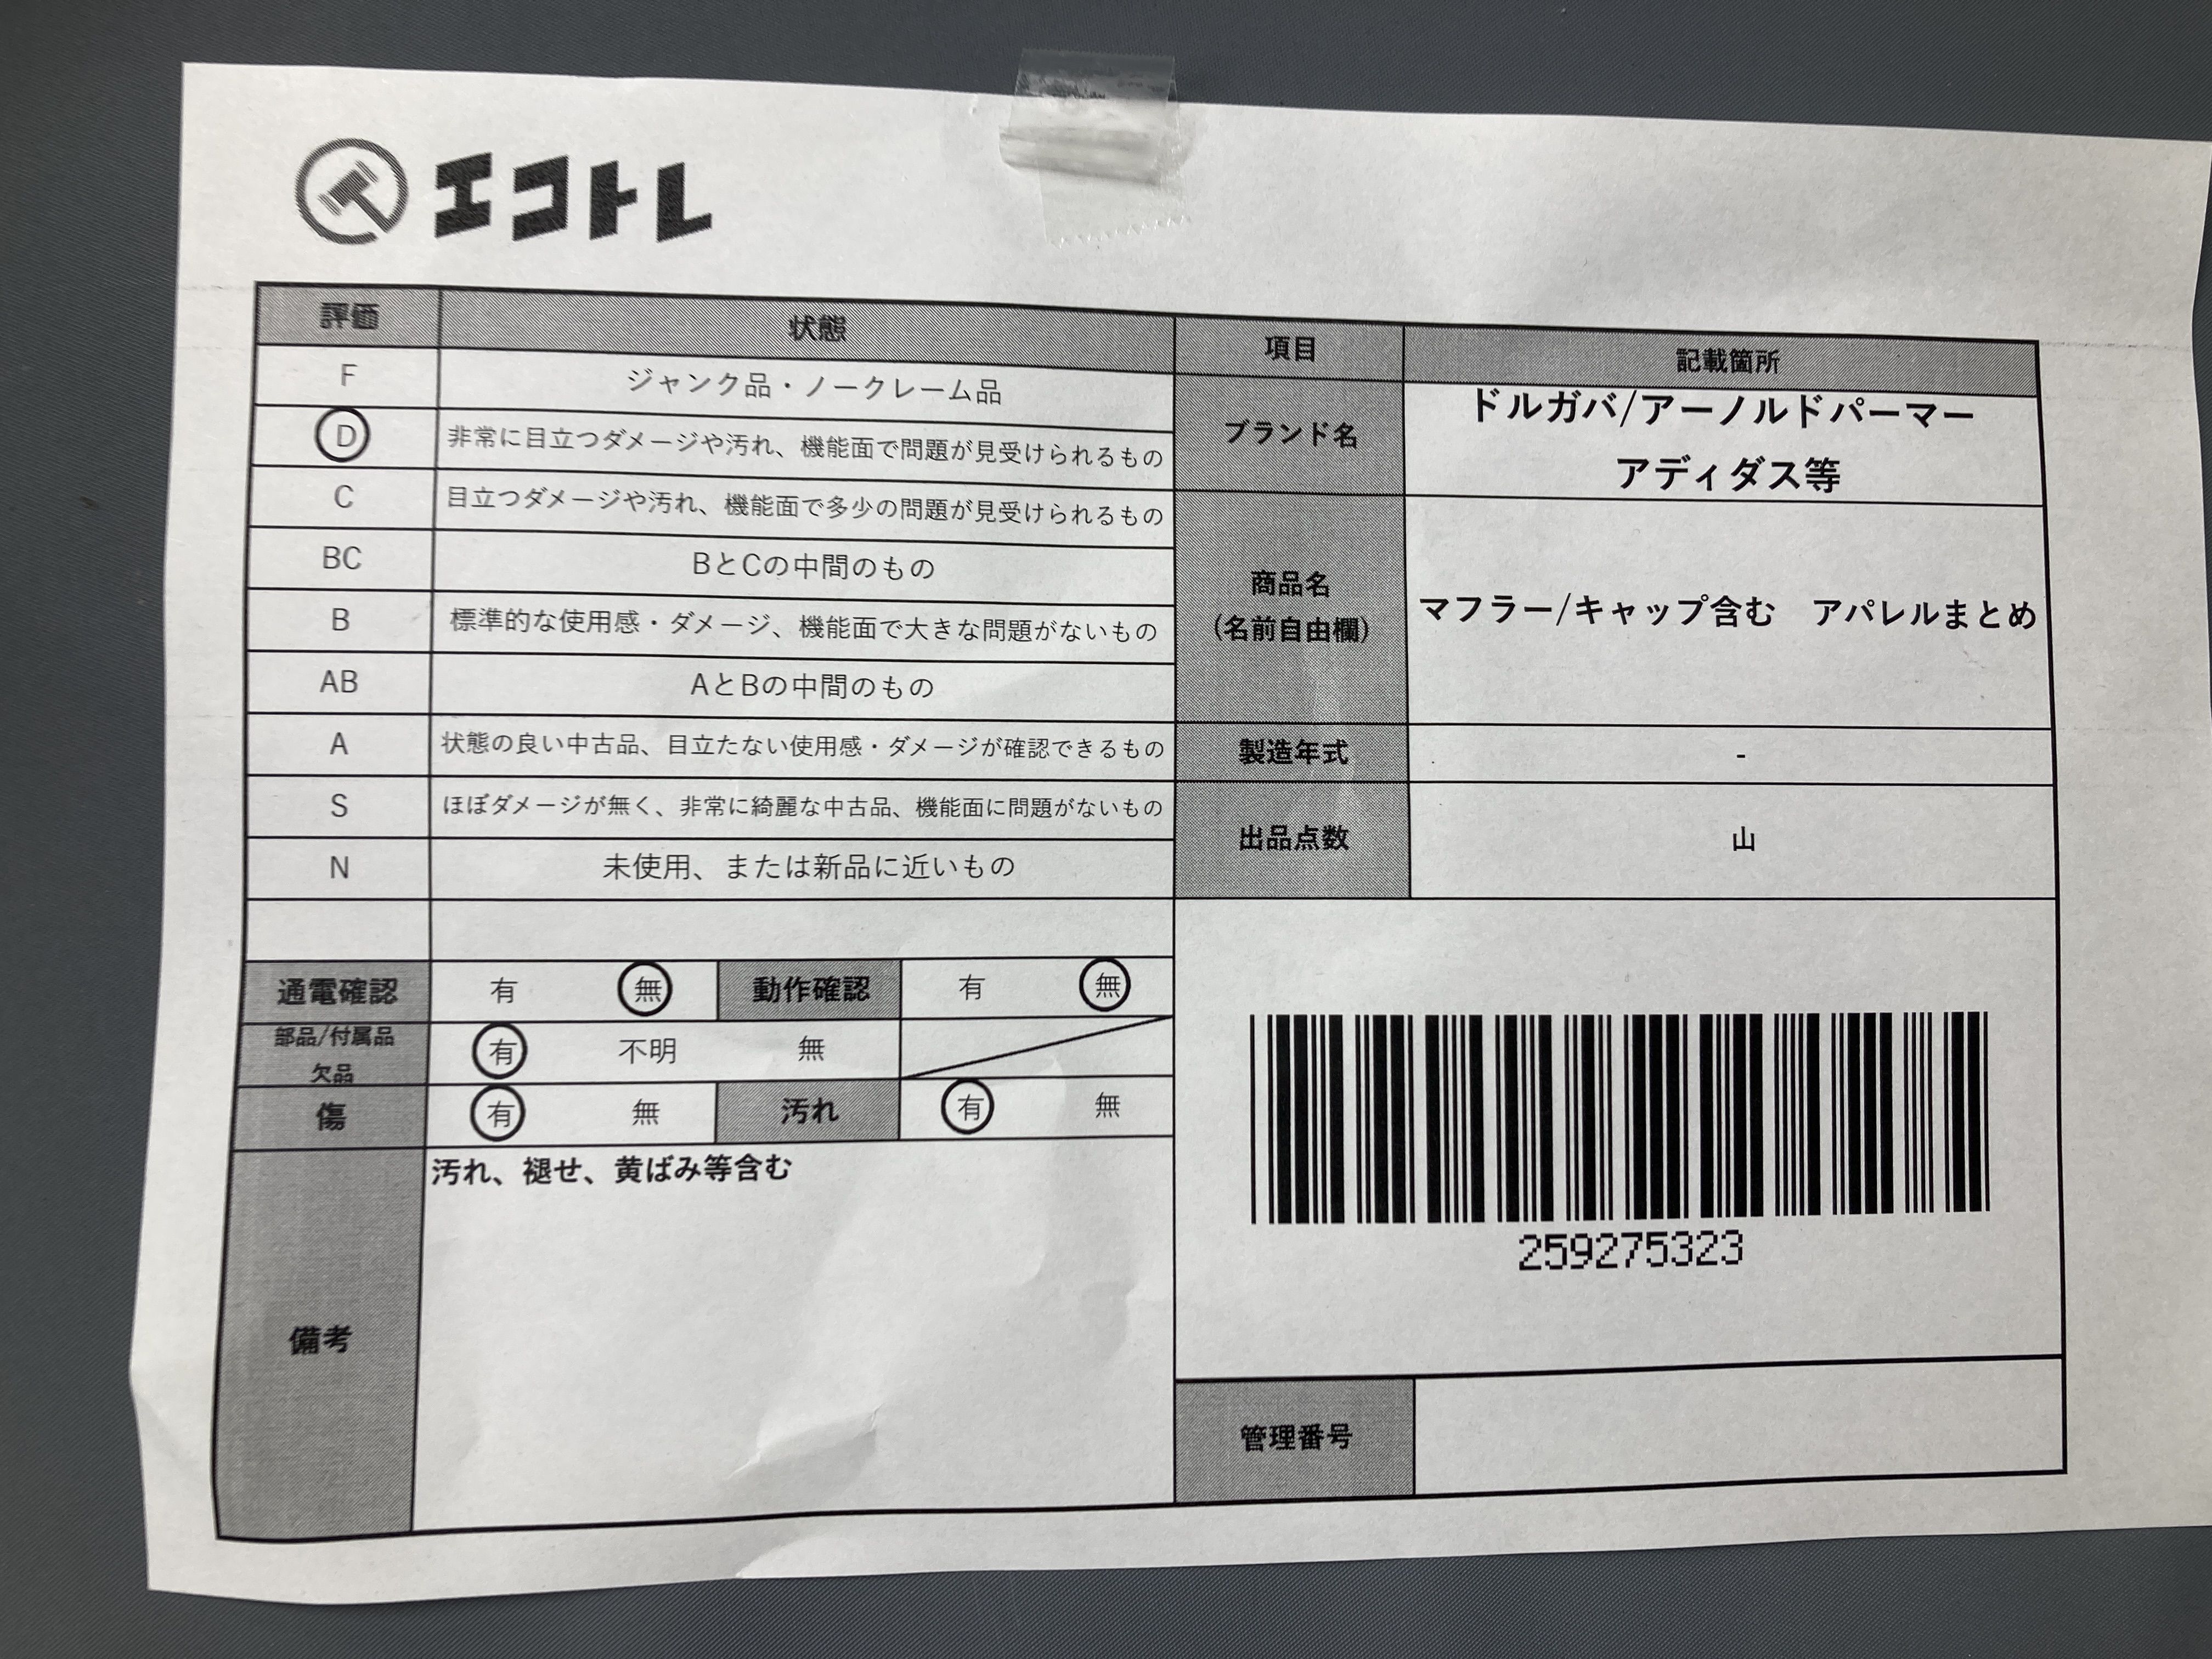 エコトレ
評価 状態 項目 記載箇所
F ジャンク品・ノークレーム品
D 非常に目立つダメージや汚れ、機能面で問題が見受けられるもの
C 目立つダメージや汚れ、機能面で多少の問題が見受けられるもの
BC BとCの中間のもの
B 標準的な使用感・ダメージ、機能面で大きな問題がないもの
AB AとBの中間のもの
A 状態の良い中古品、目立たない使用感・ダメージが確認できるもの
S ほぼダメージが無く、非常に綺麗な中古品、機能面に問題がないもの
N 未使用、または新品に近いもの
ブランド名
ドルガバ/アーノルドパーマー
アディダス等
商品名
(名前自由欄)
マフラー/キャップ含む アパレルまとめ
製造年式 -
出品点数 山
通電確認 有 無 動作確認 有 無
部品/付属品
欠品
有 不明 無
傷 有 無 汚れ 有 無
備考
汚れ、褪せ、黄ばみ等含む
259275323
管理番号